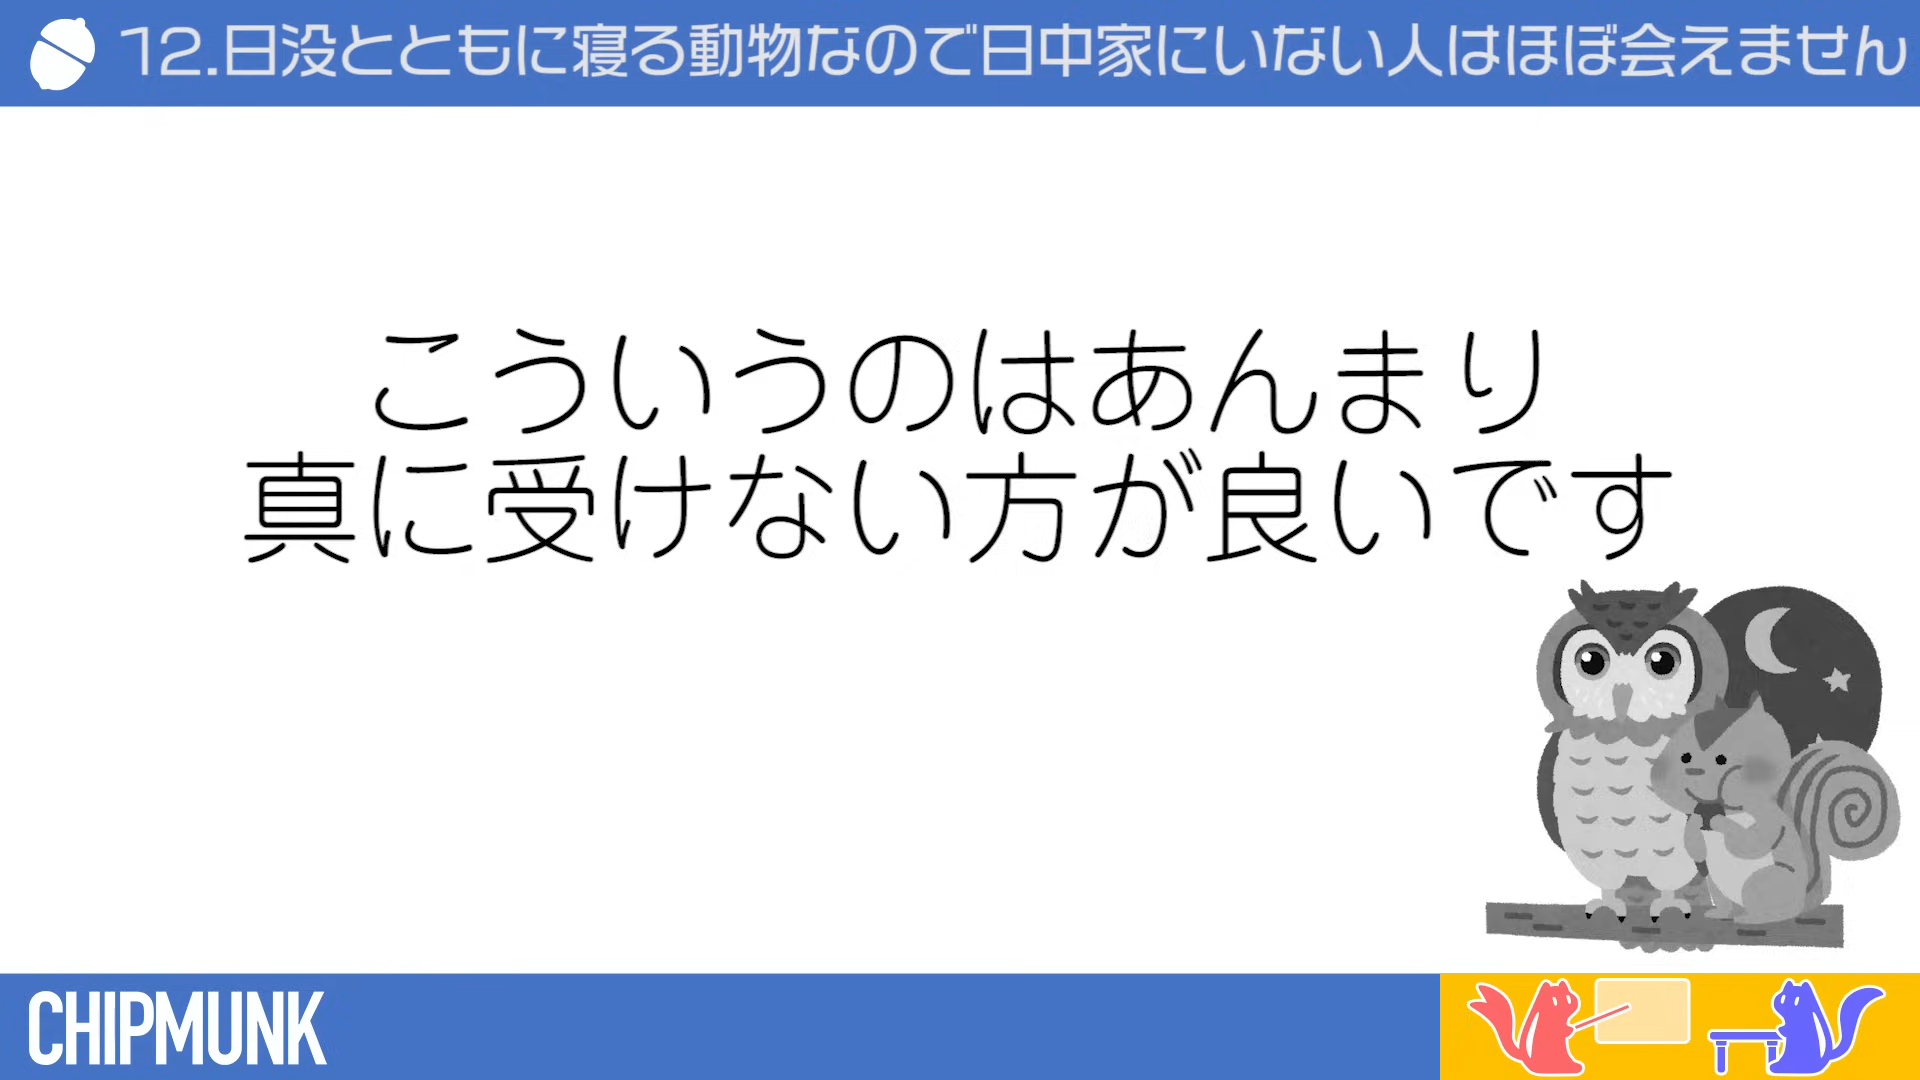 12.日没とともに寝る動物なので日中家にいない人はほぼ会えません
こういうのはあんまり
真に受けない方が良いです
CHIPMUNK